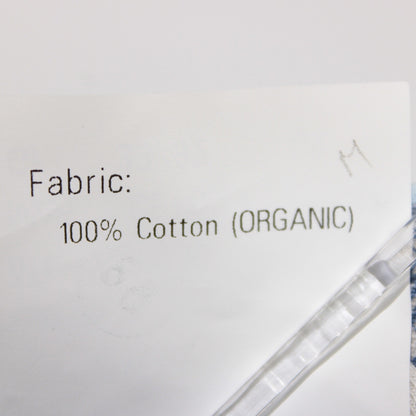 M
Fabric:
100% Cotton (ORGANIC)